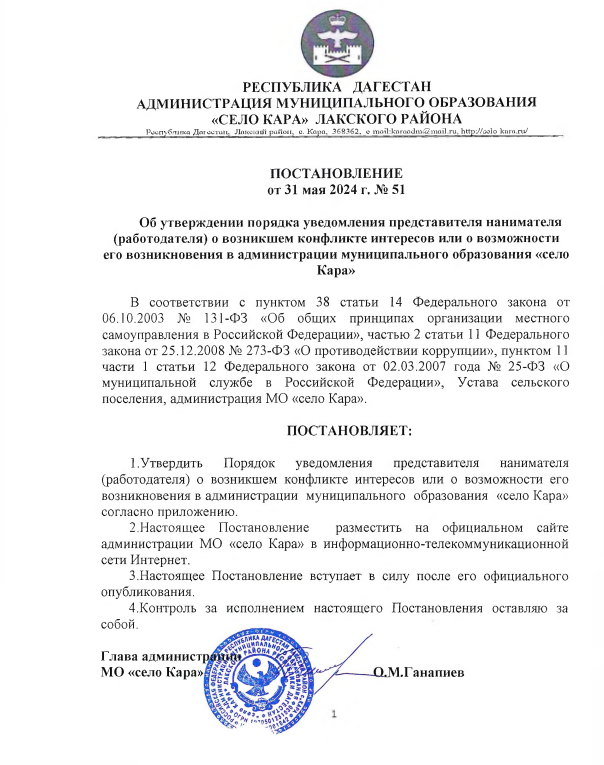 РЕСПУБЛИКА ДАГЕСТАН
АДМИНИСТРАЦИЯ МУНИЦИПАЛЬНОГО ОБРАЗОВАНИЯ
«СЕЛО КАРА» ЛАКСКОГО РАЙОНА
Республика Дагестан, Лакский район, с. Кара, 368362, e mail:karaadm@mail.ru, http://selo kara.ru/
ПОСТАНОВЛЕНИЕ
от 31 мая 2024 г. № 51
Об утверждении порядка уведомления представителя нанимателя
(работодателя) о возникшем конфликте интересов или о возможности
его возникновения в администрации муниципального образования «село
Кара»
В соответствии с пунктом 38 статьи 14 Федерального закона от
06.10.2003 № 131-ФЗ «Об общих принципах организации местного
самоуправления в Российской Федерации», частью 2 статьи 11 Федерального
закона от 25.12.2008 № 273-ФЗ «О противодействии коррупции», пунктом 11
части 1 статьи 12 Федерального закона от 02.03.2007 года № 25-ФЗ «О
муниципальной службе в Российской Федерации», Устава сельского
поселения, администрация МО «село Кара».
ПОСТАНОВЛЯЕТ:
1.Утвердить Порядок уведомления представителя нанимателя
(работодателя) о возникшем конфликте интересов или о возможности его
возникновения в администрации муниципального образования «село Кара»
согласно приложению.
2.Настоящее Постановление разместить на официальном сайте
администрации МО «село Кара» в информационно-телекоммуникационной
сети Интернет.
3.Настоящее Постановление вступает в силу после его официального
опубликования.
4.Контроль за исполнением настоящего Постановления оставляю за
собой.
Глава администрации
МО «село Кара» О.М.Ганапиев
1